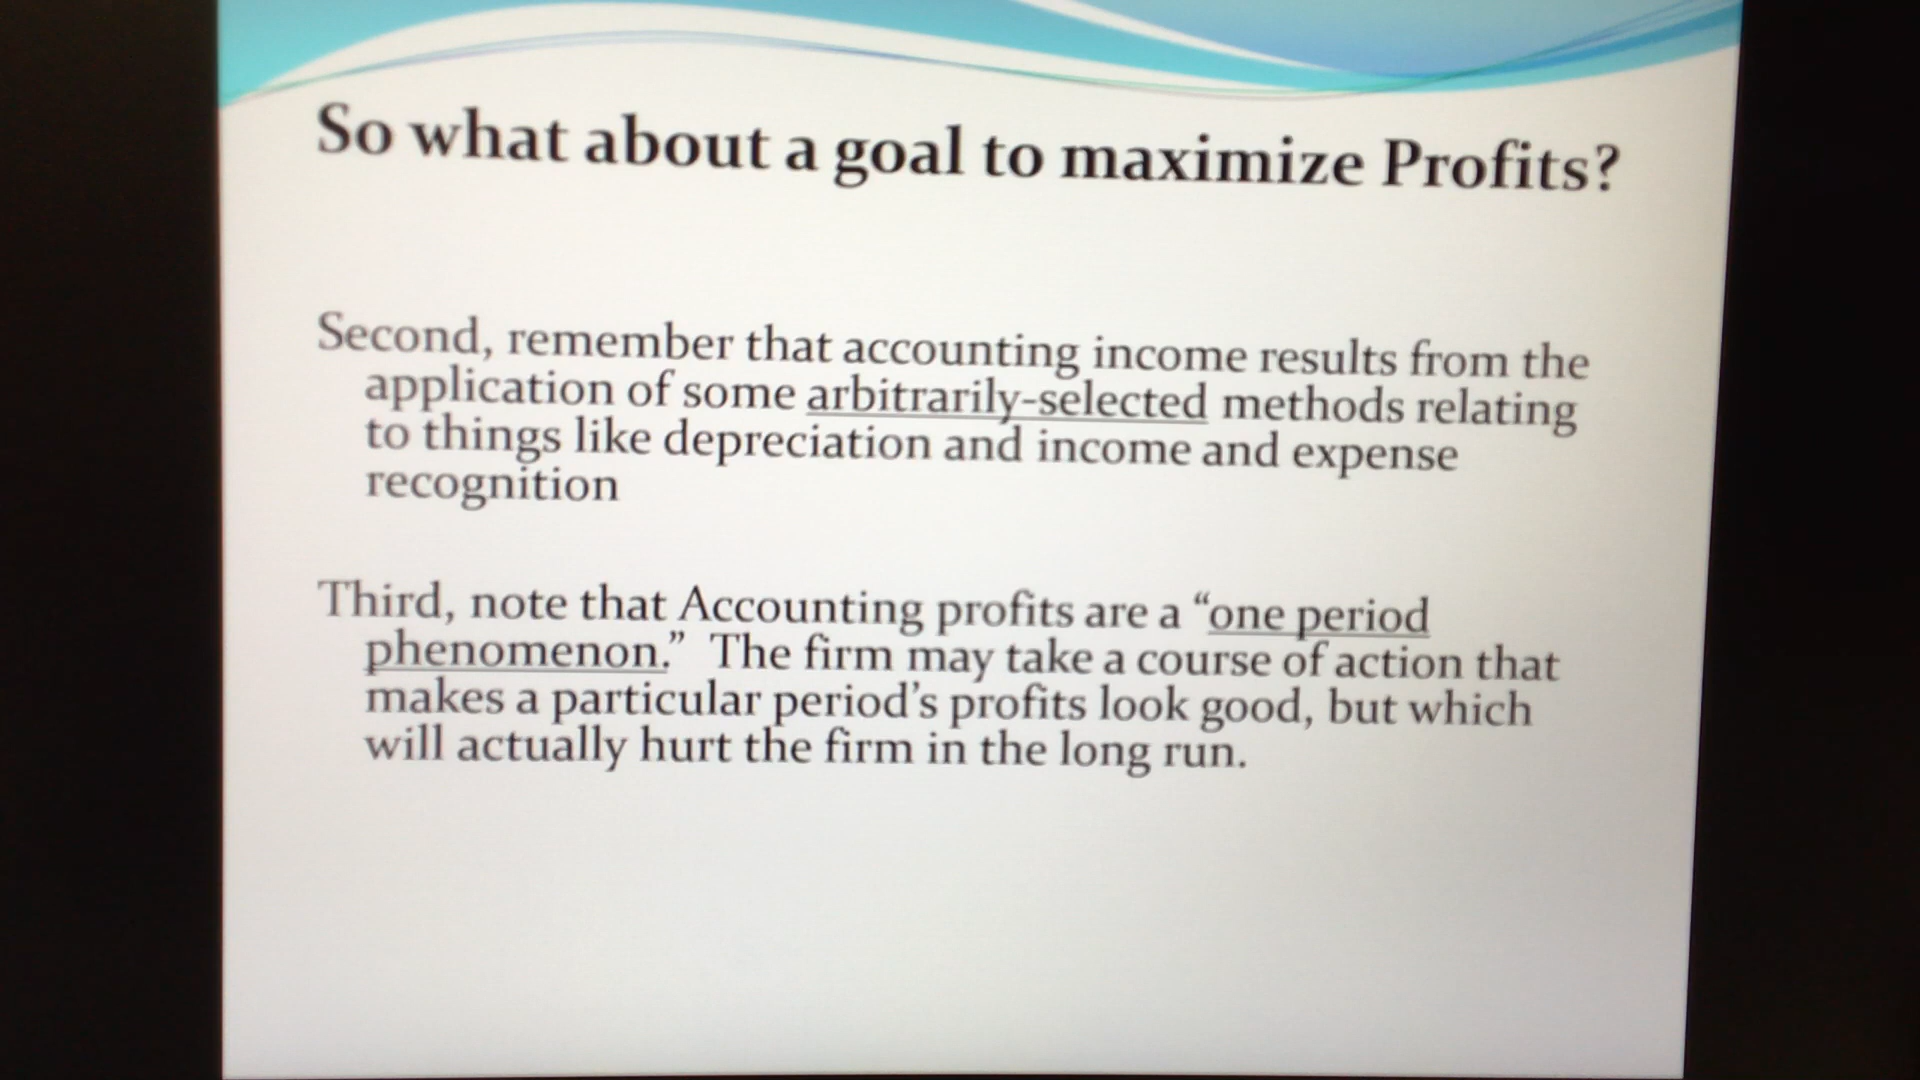 So what about a goal to maximize Profits?
Second, remember that accounting income results from the
application of some arbitrarily-selected methods relating
to things like depreciation and income and expense
recognition
Third, note that Accounting profits are a “one period
phenomenon.” The firm may take a course of action that
makes a particular period’s profits look good, but which
will actually hurt the firm in the long run.